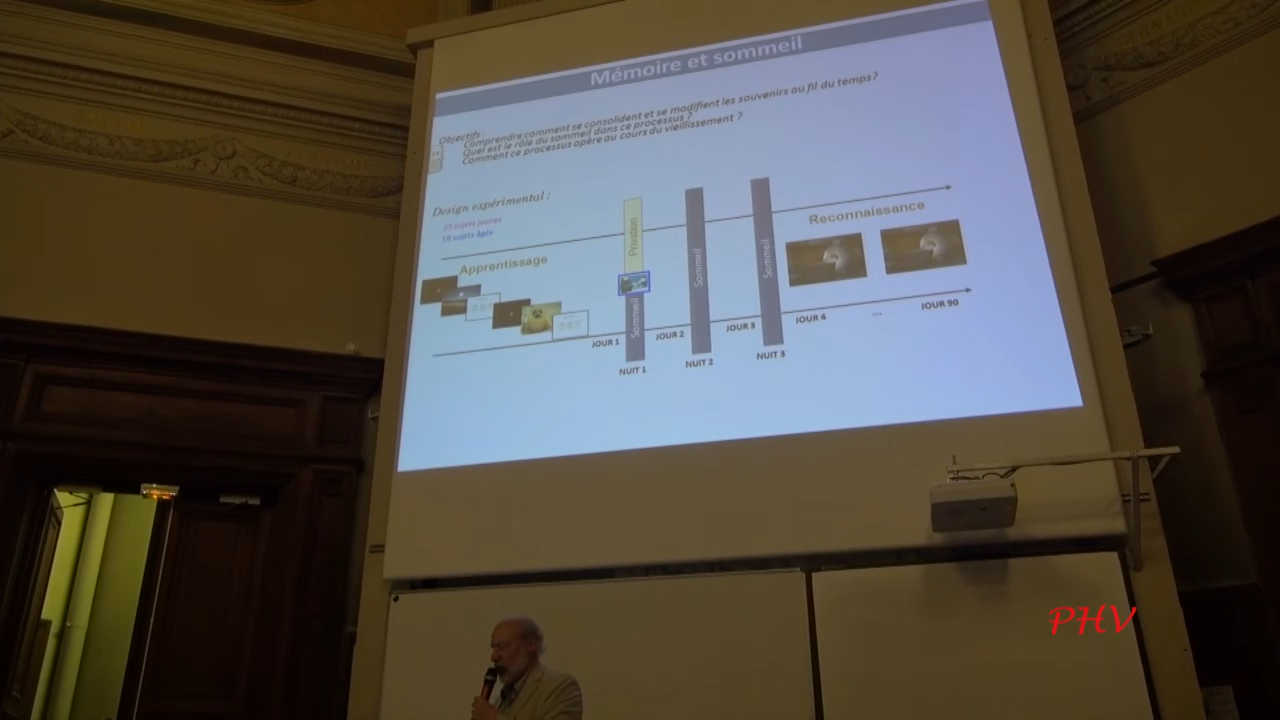 Mémoire et sommeil
Objectifs :
Comprendre comment se consolident et se modifient les souvenirs au fil du temps?
Quel est le rôle du sommeil dans ce processus ?
Comment ce processus opère au cours du vieillissement ?
Design expérimental :
15 sujets jeunes
18 sujets âgés
Apprentissage
Privation
Sommeil
Sommeil
Sommeil
Reconnaissance
JOUR 1
JOUR 2
JOUR 3
JOUR 4
...
JOUR 90
NUIT 1
NUIT 2
NUIT 3
PHV